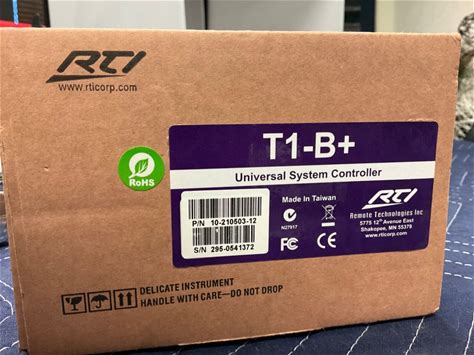 RTI
www.rticorp.com
RoHS
T1-B+
Universal System Controller
P/N 10-210503-12
S/N 295-0541372
Made In Taiwan
N27917
FC CE
RTI
Remote Technologies Inc
5775 12th Avenue East
Shakopee, MN 55379
www.rticorp.com
DELICATE INSTRUMENT
HANDLE WITH CARE—DO NOT DROP